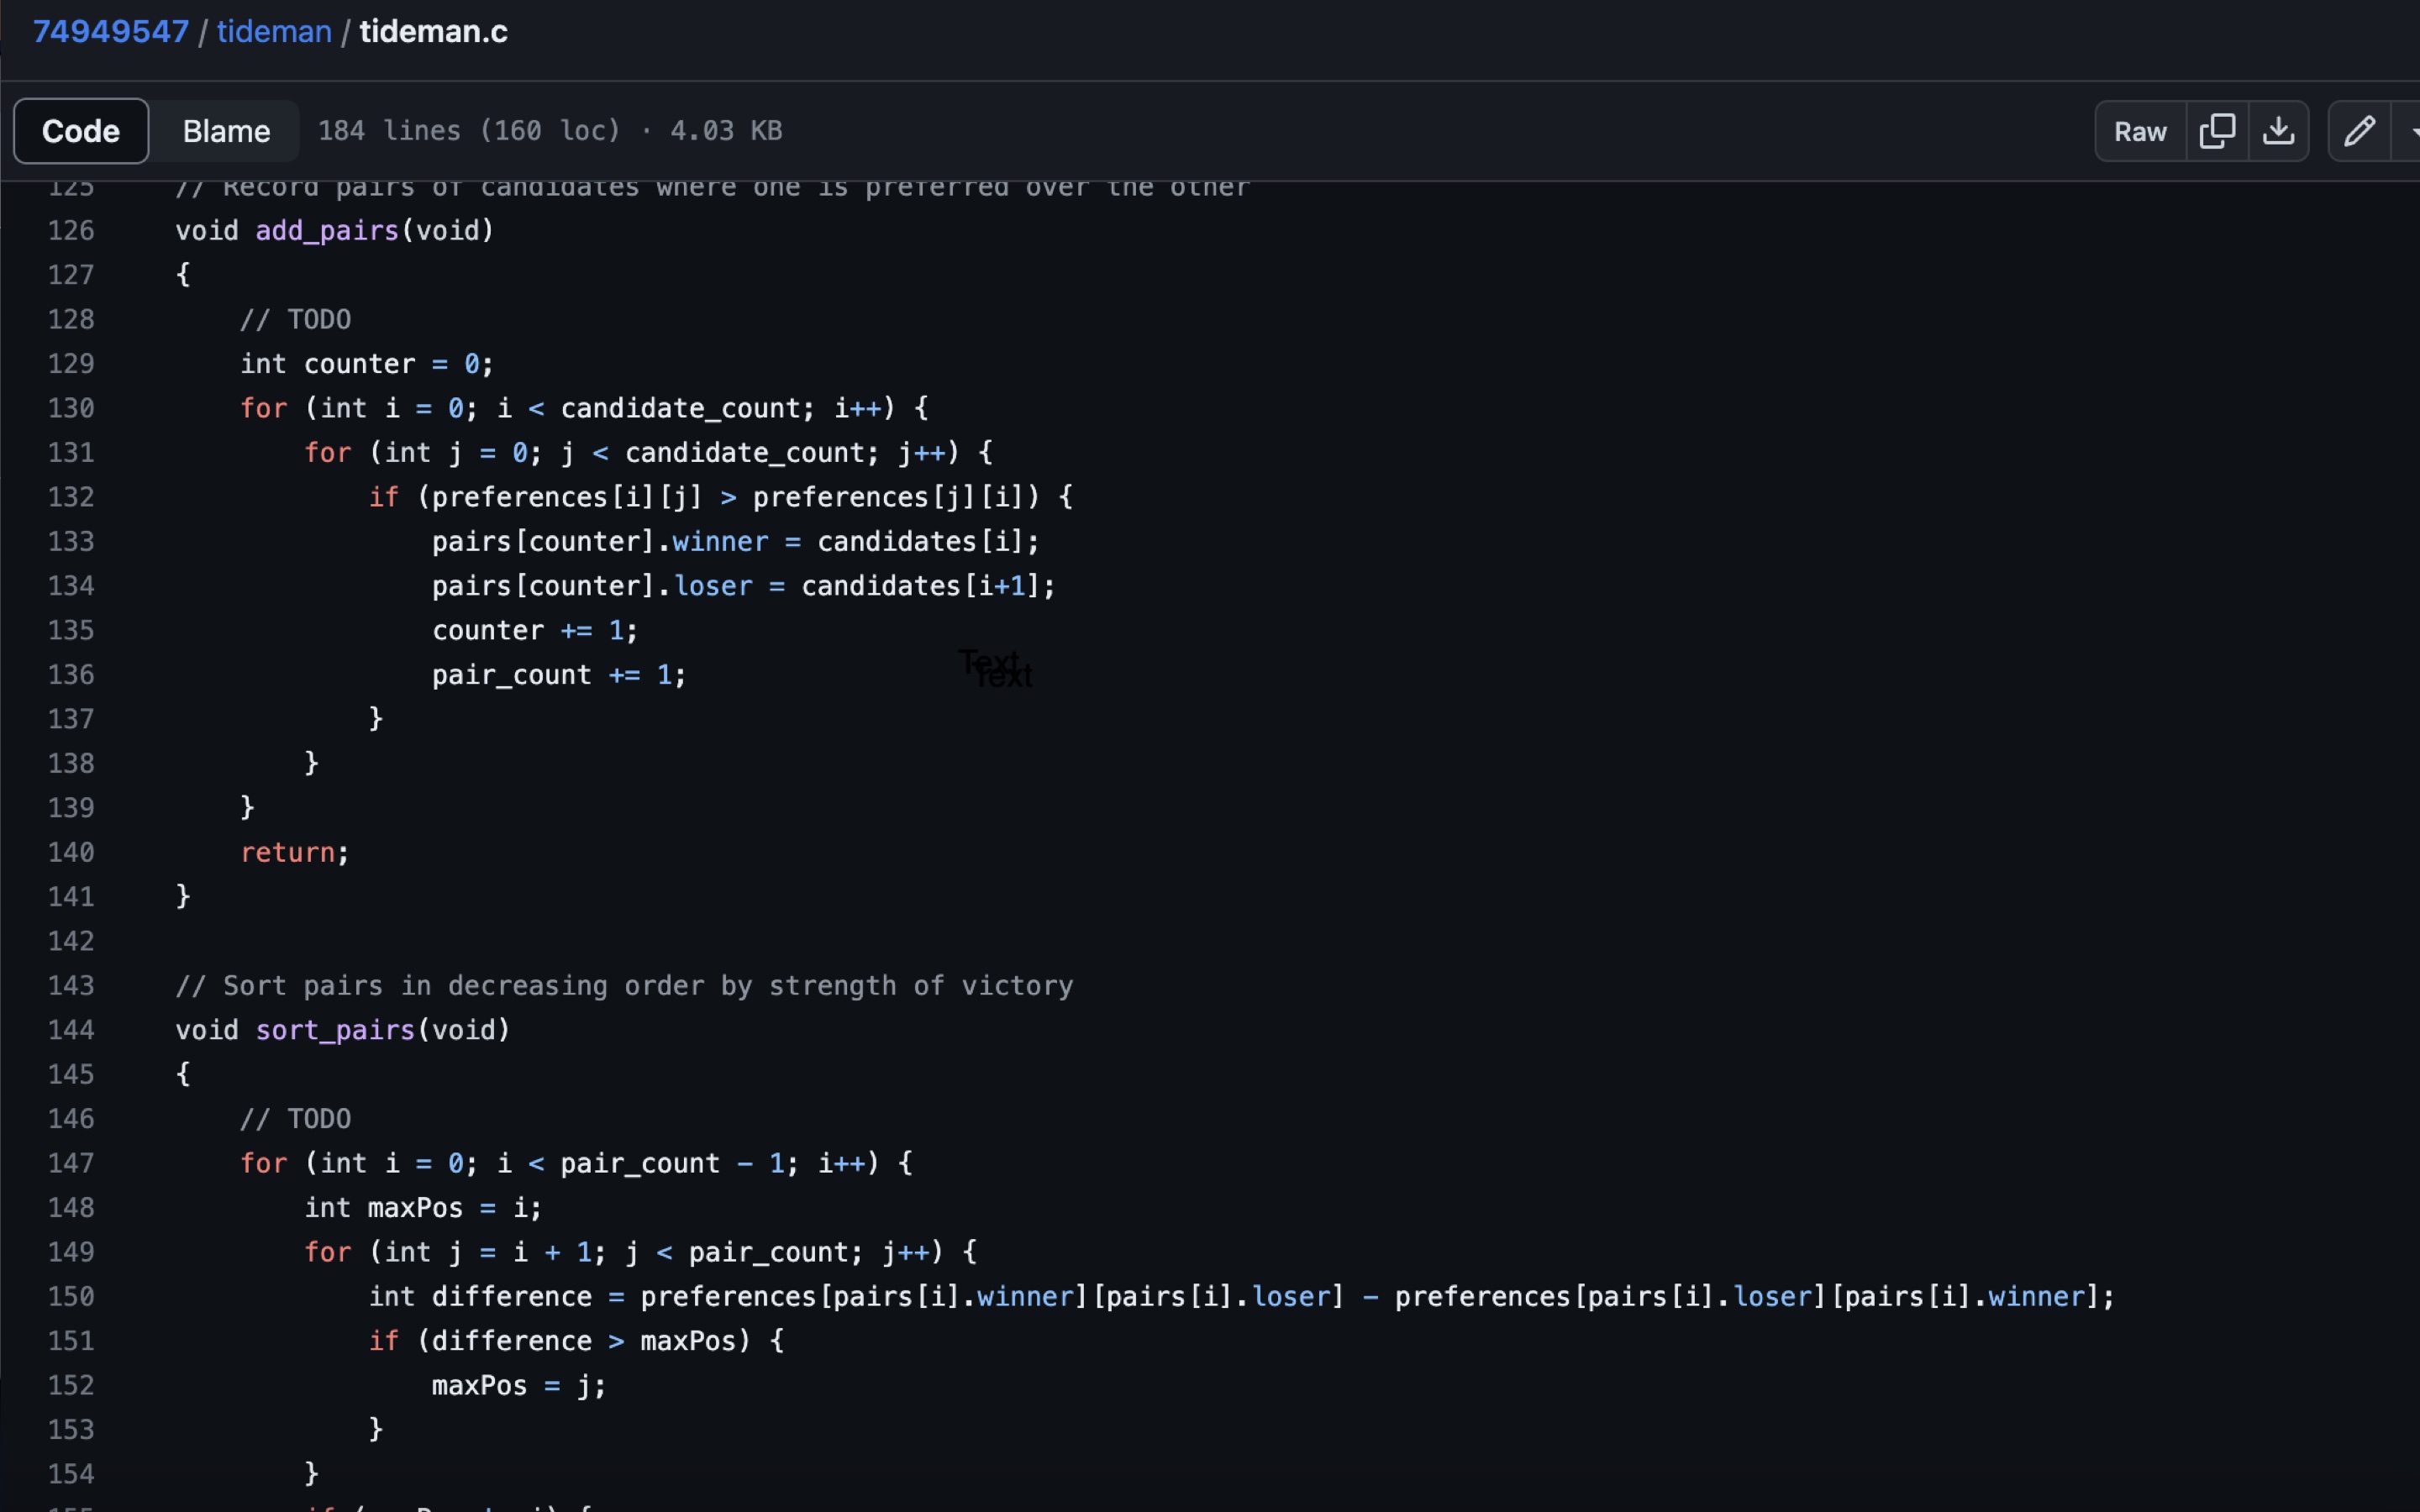 74949547 / tideman / tideman.c
Code Blame 184 lines (160 loc) · 4.03 KB Raw
125 // Record pairs of candidates where one is preferred over the other
126 void add_pairs(void)
127 {
128 // TODO
129 int counter = 0;
130 for (int i = 0; i < candidate_count; i++) {
131 for (int j = 0; j < candidate_count; j++) {
132 if (preferences[i][j] > preferences[j][i]) {
133 pairs[counter].winner = candidates[i];
134 pairs[counter].loser = candidates[i+1];
135 counter += 1;
Text
136 pair_count += 1;
Text
137 }
138 }
139 }
140 return;
141 }
142
143 // Sort pairs in decreasing order by strength of victory
144 void sort_pairs(void)
145 {
146 // TODO
147 for (int i = 0; i < pair_count - 1; i++) {
148 int maxPos = i;
149 for (int j = i + 1; j < pair_count; j++) {
150 int difference = preferences[pairs[i].winner][pairs[i].loser] - preferences[pairs[i].loser][pairs[i].winner];
151 if (difference > maxPos) {
152 maxPos = j;
153 }
154 }